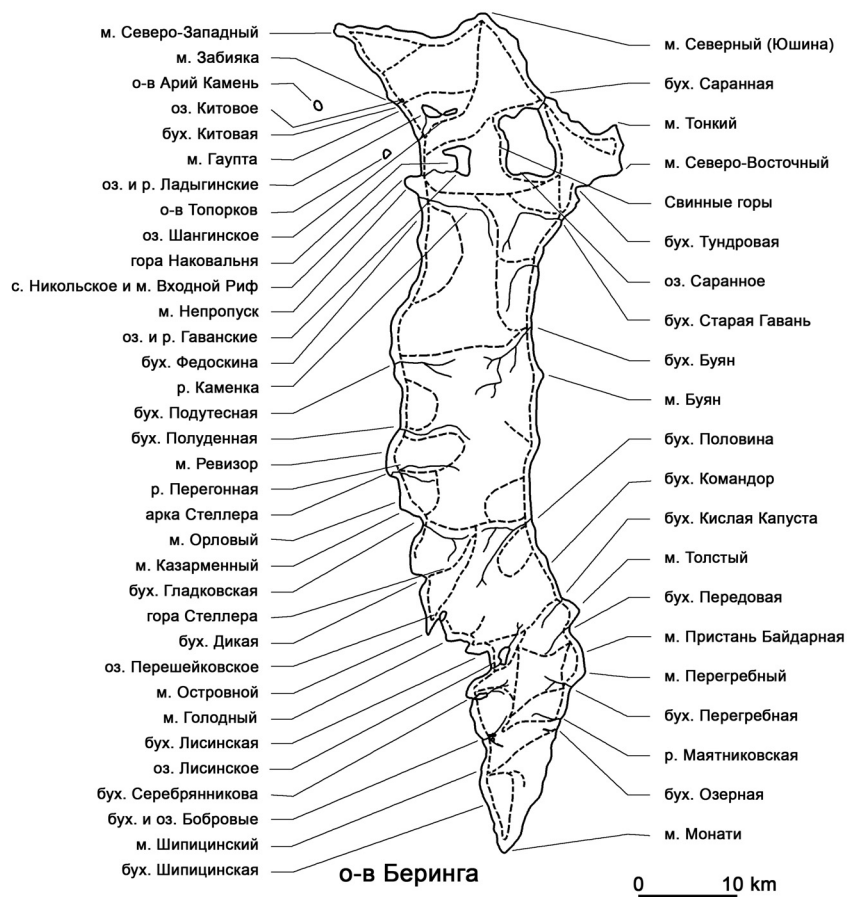 м. Северо-Западный
м. Забияка
о-в Арий Камень
оз. Китовое
бух. Китовая
м. Гаупта
оз. и р. Ладыгинские
о-в Топорков
оз. Шангинское
гора Наковальня
с. Никольское и м. Входной Риф
м. Непропуск
оз. и р. Гаванские
бух. Федоскина
р. Каменка
бух. Подутесная
бух. Полуденная
м. Ревизор
р. Перегонная
арка Стеллера
м. Орловый
м. Казарменный
бух. Гладковская
гора Стеллера
бух. Дикая
оз. Перешейковское
м. Островной
м. Голодный
бух. Лисинская
оз. Лисинское
бух. Серебрянникова
бух. и оз. Бобровые
м. Шипицинский
бух. Шипицинская
м. Северный (Юшина)
бух. Саранная
м. Тонкий
м. Северо-Восточный
Свинные горы
бух. Тундровая
оз. Саранное
бух. Старая Гавань
бух. Буян
м. Буян
бух. Половина
бух. Командор
бух. Кислая Капуста
м. Толстый
бух. Передовая
м. Пристань Байдарная
м. Перегребный
бух. Перегребная
р. Маятниковская
бух. Озерная
м. Монати
о-в Беринга
0 10 km